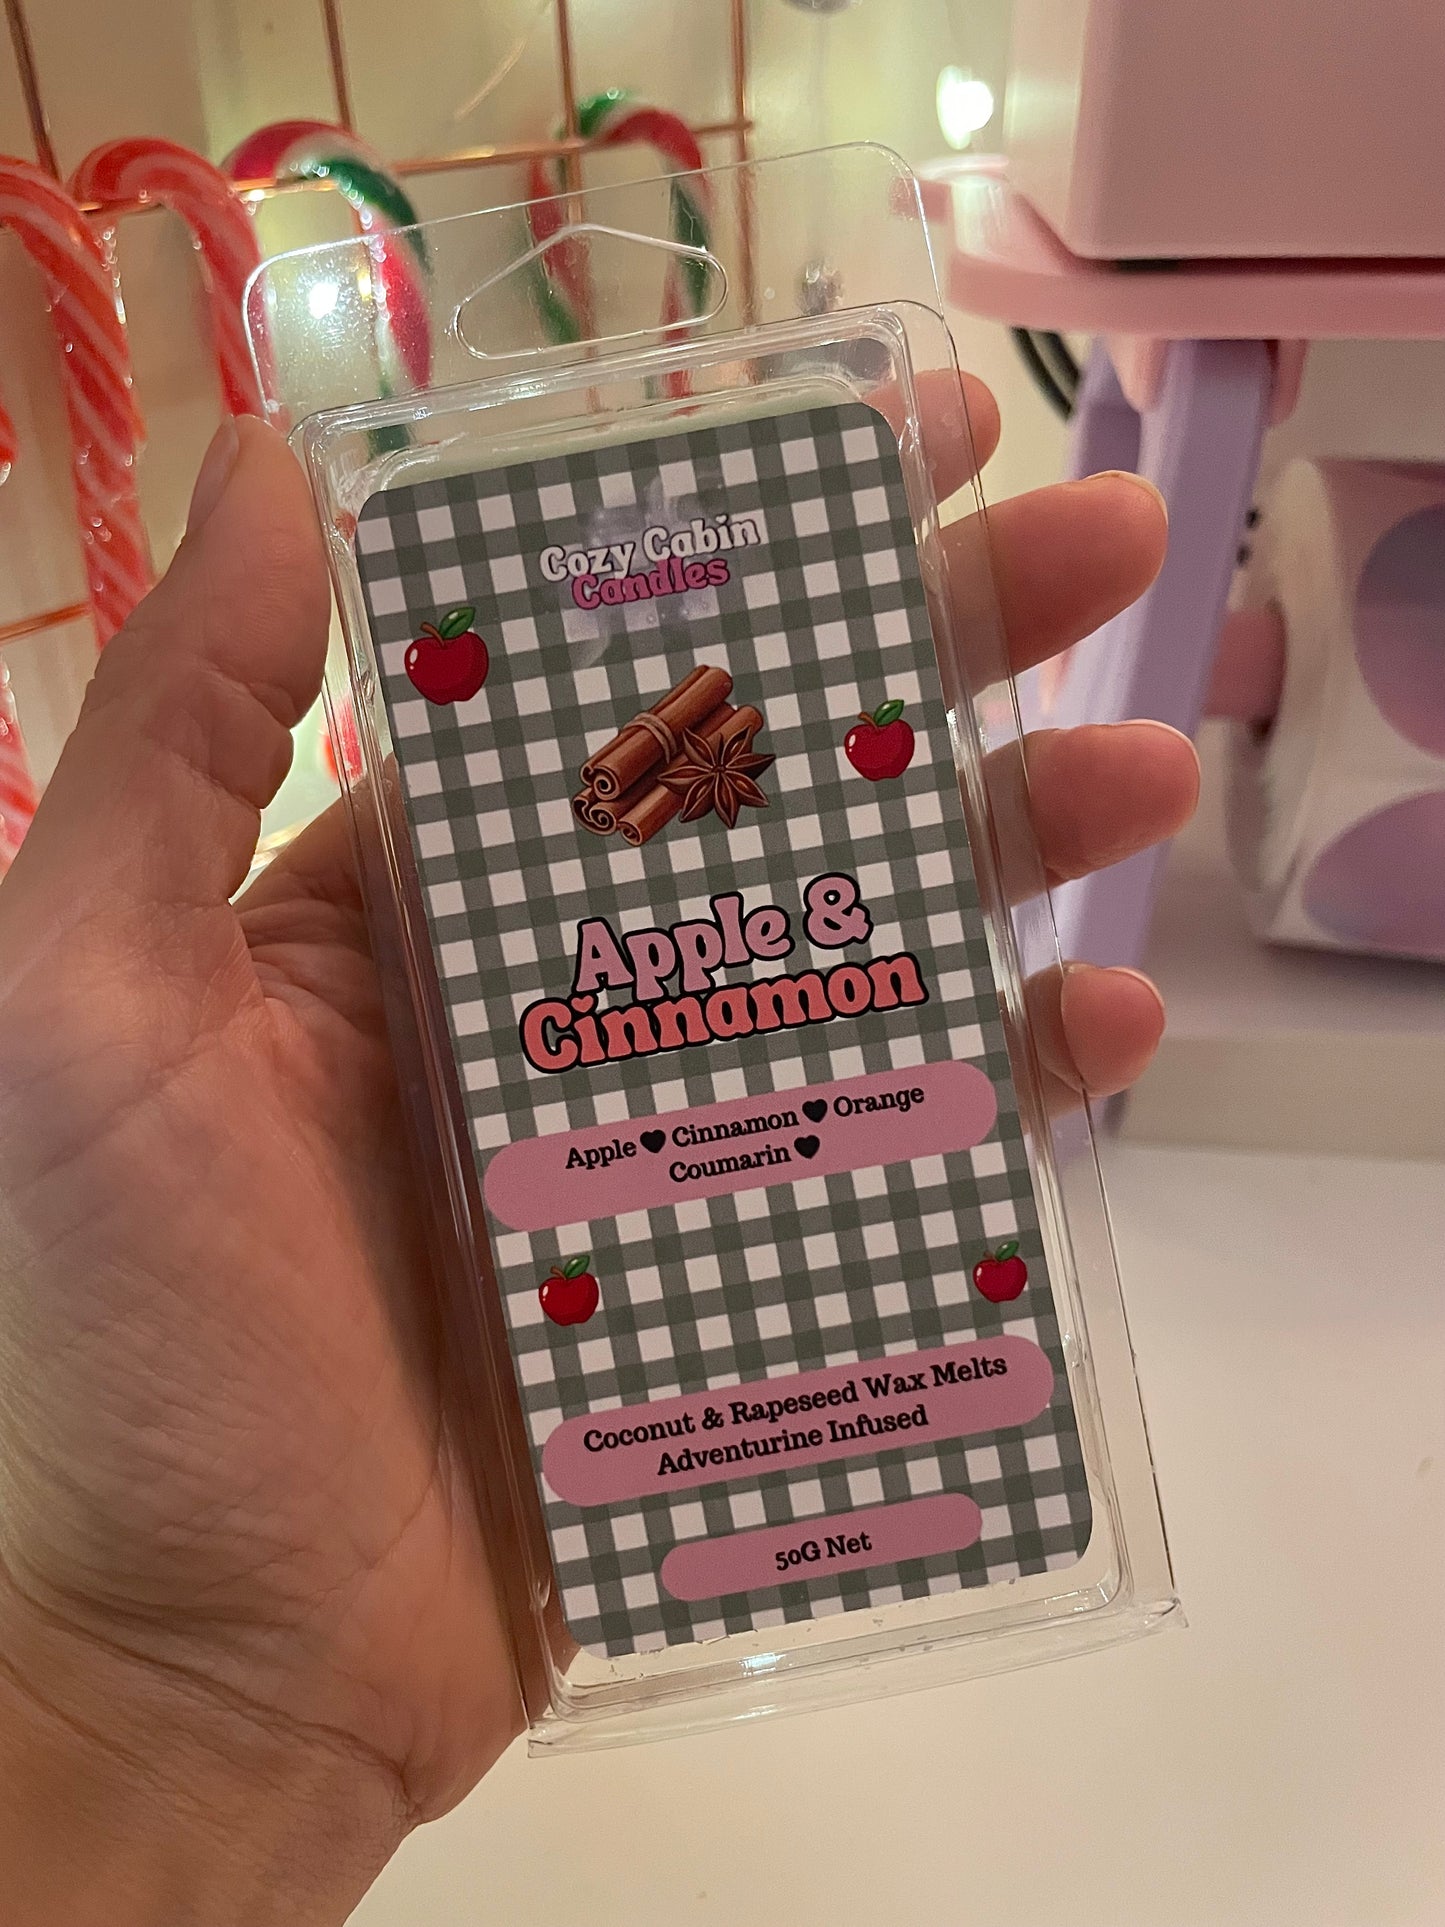 Cozy Cabin
Candles
Apple &
Cinnamon
Apple🖤Cinnamon🖤Orange
Coumarin🖤
Coconut & Rapeseed Wax Melts
Adventurine Infused
50G Net